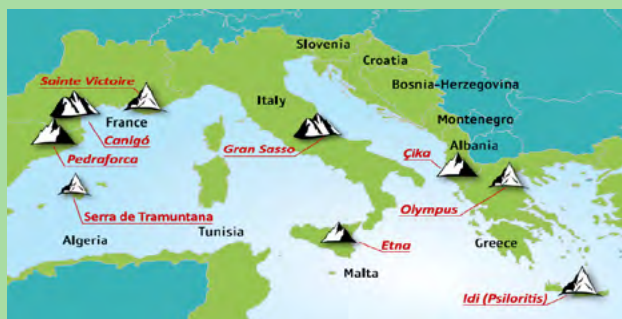 Slovenia
Croatia
Sainte Victoire
Bosnia-Herzegovina
Italy
France
Montenegro
Canigó
Gran Sasso
Albania
Pedraforca
Çika
Serra de Tramuntana
Olympus
Tunisia
Algeria
Etna
Greece
Malta
Idi (Psiloritis)